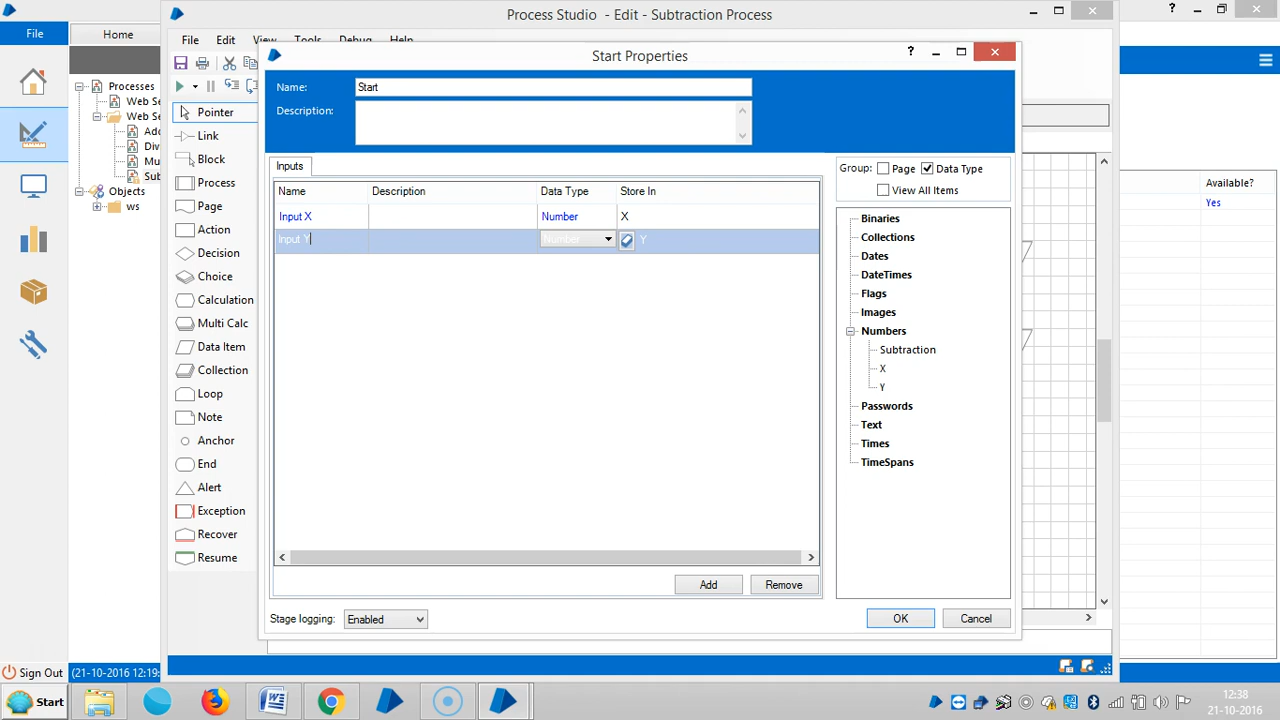 Process Studio - Edit - Subtraction Process
File
Home
File Edit View Tools Debug Help
Start Properties
?
Name: Start
Description:
Processes
Web Se
Web Se
Ad
Div
Mu
Sub
Objects
ws
Pointer
Link
Block
Process
Page
Action
Decision
Choice
Calculation
Multi Calc
Data Item
Collection
Loop
Note
Anchor
End
Alert
Exception
Recover
Resume
Inputs
Name Description Data Type Store In
Input X Number X
Input Y Number Y
Add Remove
Stage logging: Enabled
OK Cancel
Group: Page Data Type
View All Items
Binaries
Collections
Dates
DateTimes
Flags
Images
Numbers
Subtraction
X
Y
Passwords
Text
Times
TimeSpans
Available?
Yes
Sign Out (21-10-2016 12:19:
Start
12:38
21-10-2016